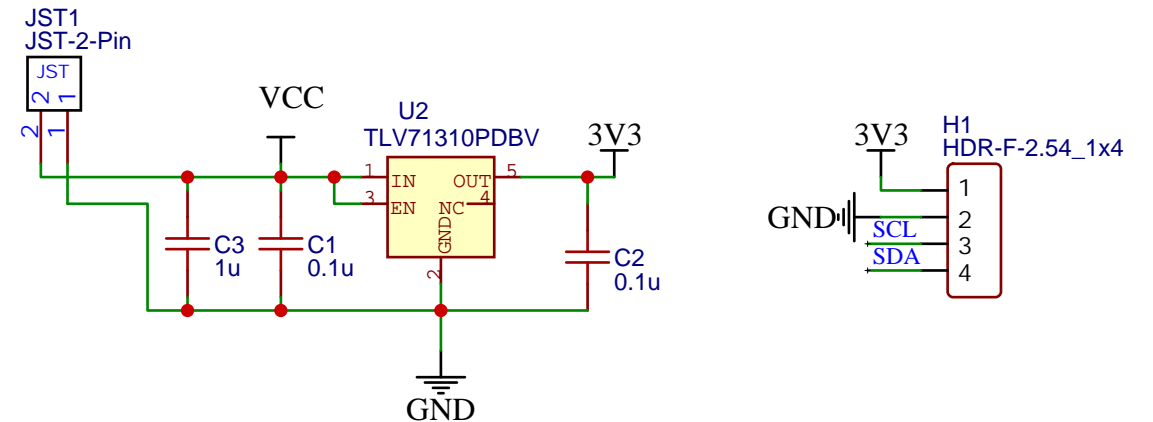 JST1
JST-2-Pin
JST
2
1
2
1
VCC
U2
TLV71310PDBV
1
IN
OUT
5
3
EN
NC
4
GND
2
C3
1u
C1
0.1u
3V3
C2
0.1u
GND
3V3
H1
HDR-F-2.54_1x4
1
GND
2
SCL
3
SDA
4